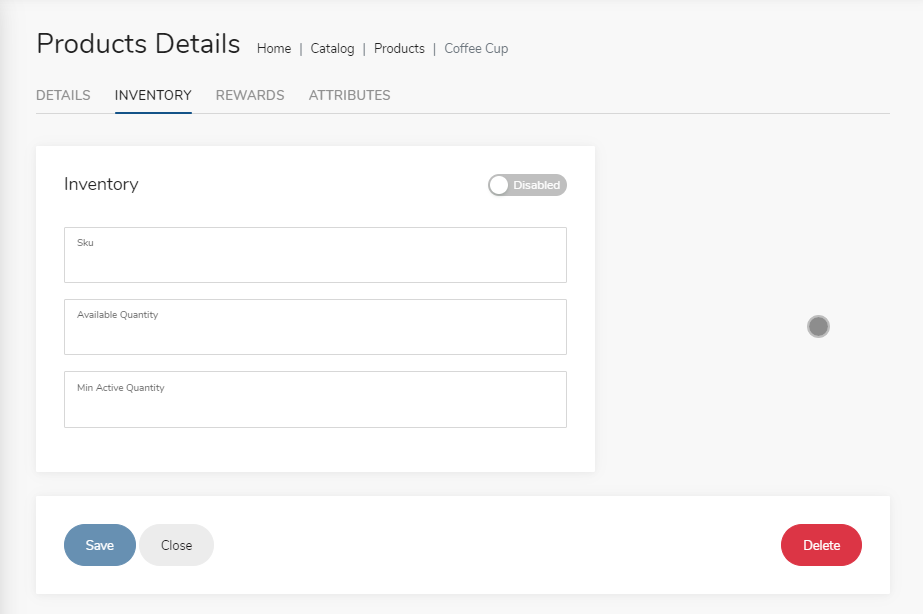 Products Details Home | Catalog | Products | Coffee Cup
DETAILS INVENTORY REWARDS ATTRIBUTES
Inventory Disabled
Sku
Available Quantity
Min Active Quantity
Save Close Delete